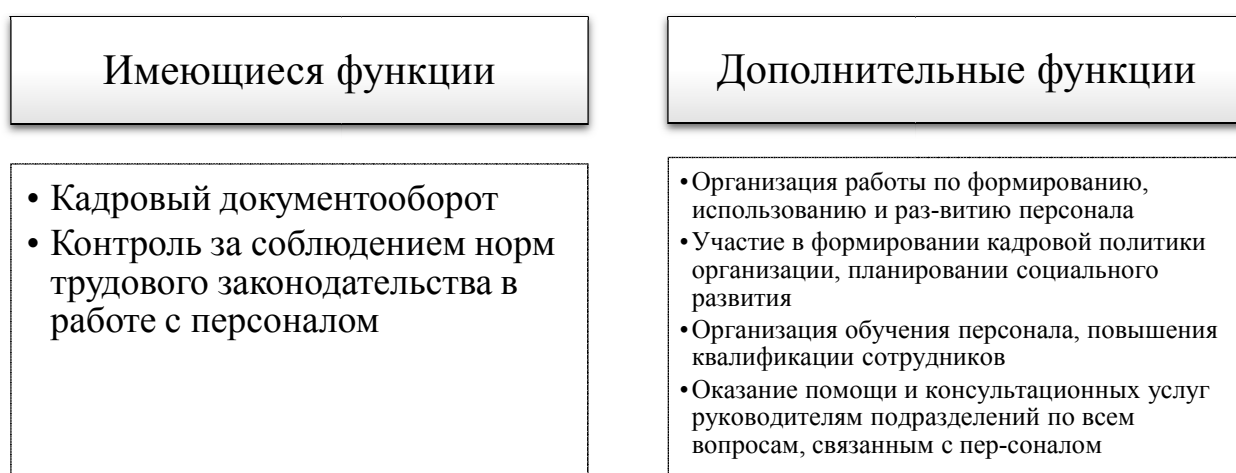 Имеющиеся функции
• Кадровый документооборот
• Контроль за соблюдением норм
трудового законодательства в
работе с персоналом
Дополнительные функции
•Организация работы по формированию,
использованию и раз-витию персонала
•Участие в формировании кадровой политики
организации, планировании социального
развития
•Организация обучения персонала, повышения
квалификации сотрудников
•Оказание помощи и консультационных услуг
руководителям подразделений по всем
вопросам, связанным с пер-соналом